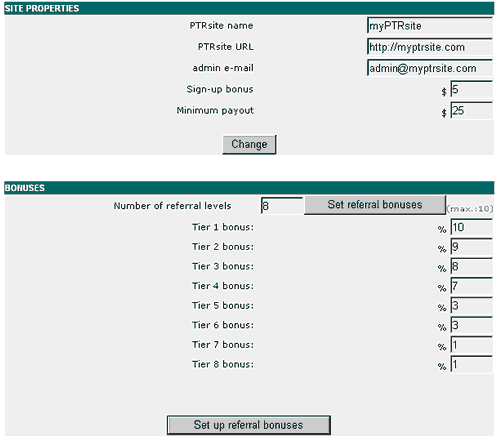 SITE PROPERTIES
PTRsite name myPTRsite
PTRsite URL http://myptrsite.com
admin e-mail admin@myptrsite.com
Sign-up bonus $ 5
Minimum payout $ 25
Change
BONUSES
Number of referral levels 8 Set referral bonuses (max.:10)
Tier 1 bonus: % 10
Tier 2 bonus: % 9
Tier 3 bonus: % 8
Tier 4 bonus: % 7
Tier 5 bonus: % 3
Tier 6 bonus: % 3
Tier 7 bonus: % 1
Tier 8 bonus: % 1
Set up referral bonuses